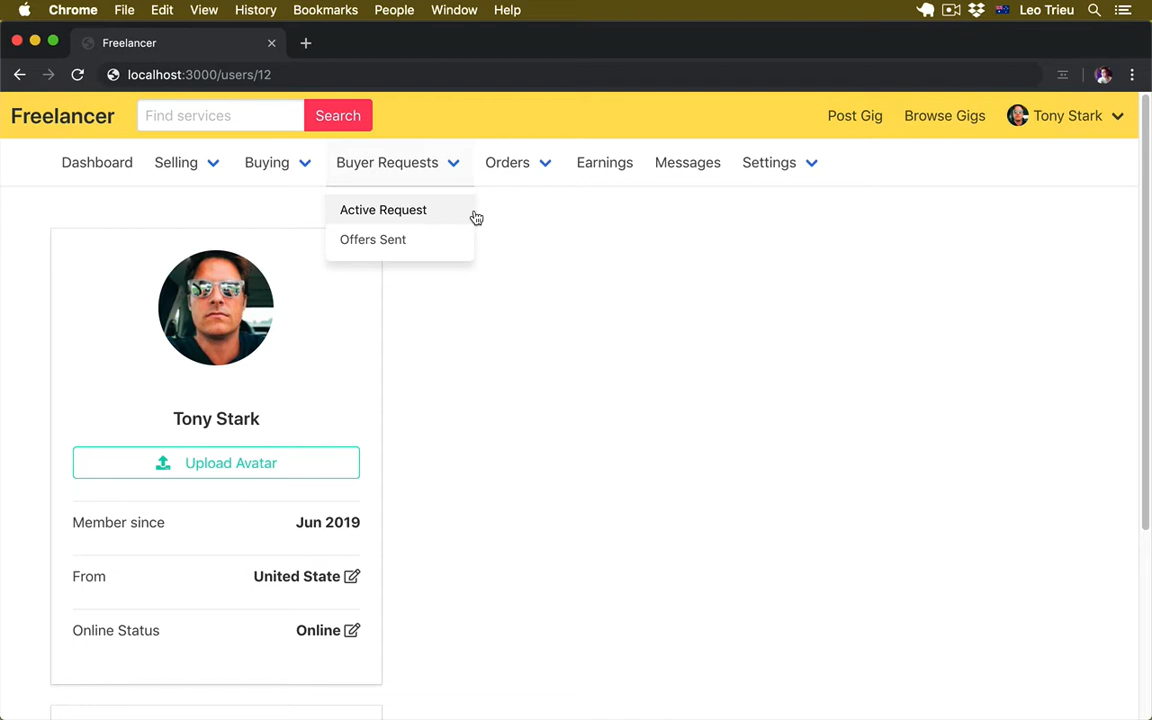 Chrome File Edit View History Bookmarks People Window Help Leo Trieu
Freelancer
localhost:3000/users/12
Freelancer Find services Search Post Gig Browse Gigs Tony Stark
Dashboard Selling Buying Buyer Requests Orders Earnings Messages Settings
Active Request
Offers Sent
Tony Stark
Upload Avatar
Member since Jun 2019
From United State
Online Status Online